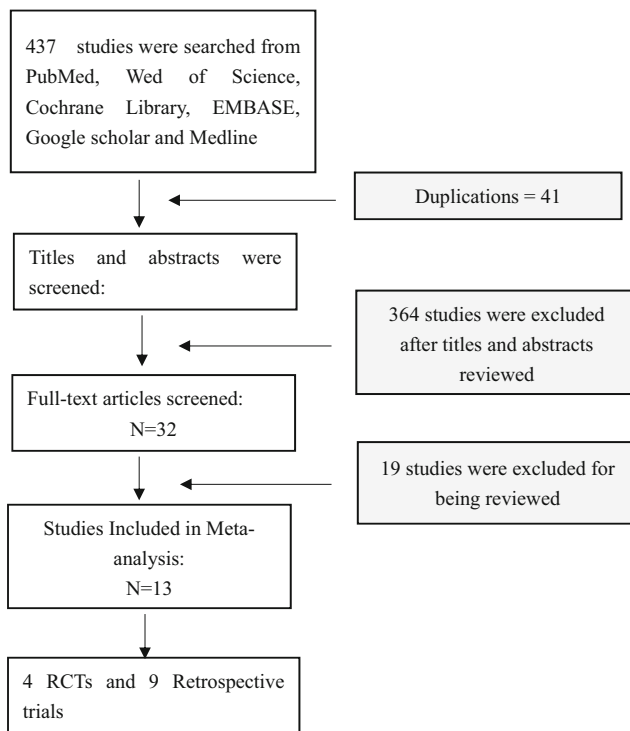 437 studies were searched from
PubMed, Wed of Science,
Cochrane Library, EMBASE,
Google scholar and Medline
Duplications = 41
Titles and abstracts were
screened:
364 studies were excluded
after titles and abstracts
reviewed
Full-text articles screened:
N=32
19 studies were excluded for
being reviewed
Studies Included in Meta-
analysis:
N=13
4 RCTs and 9 Retrospective
trials